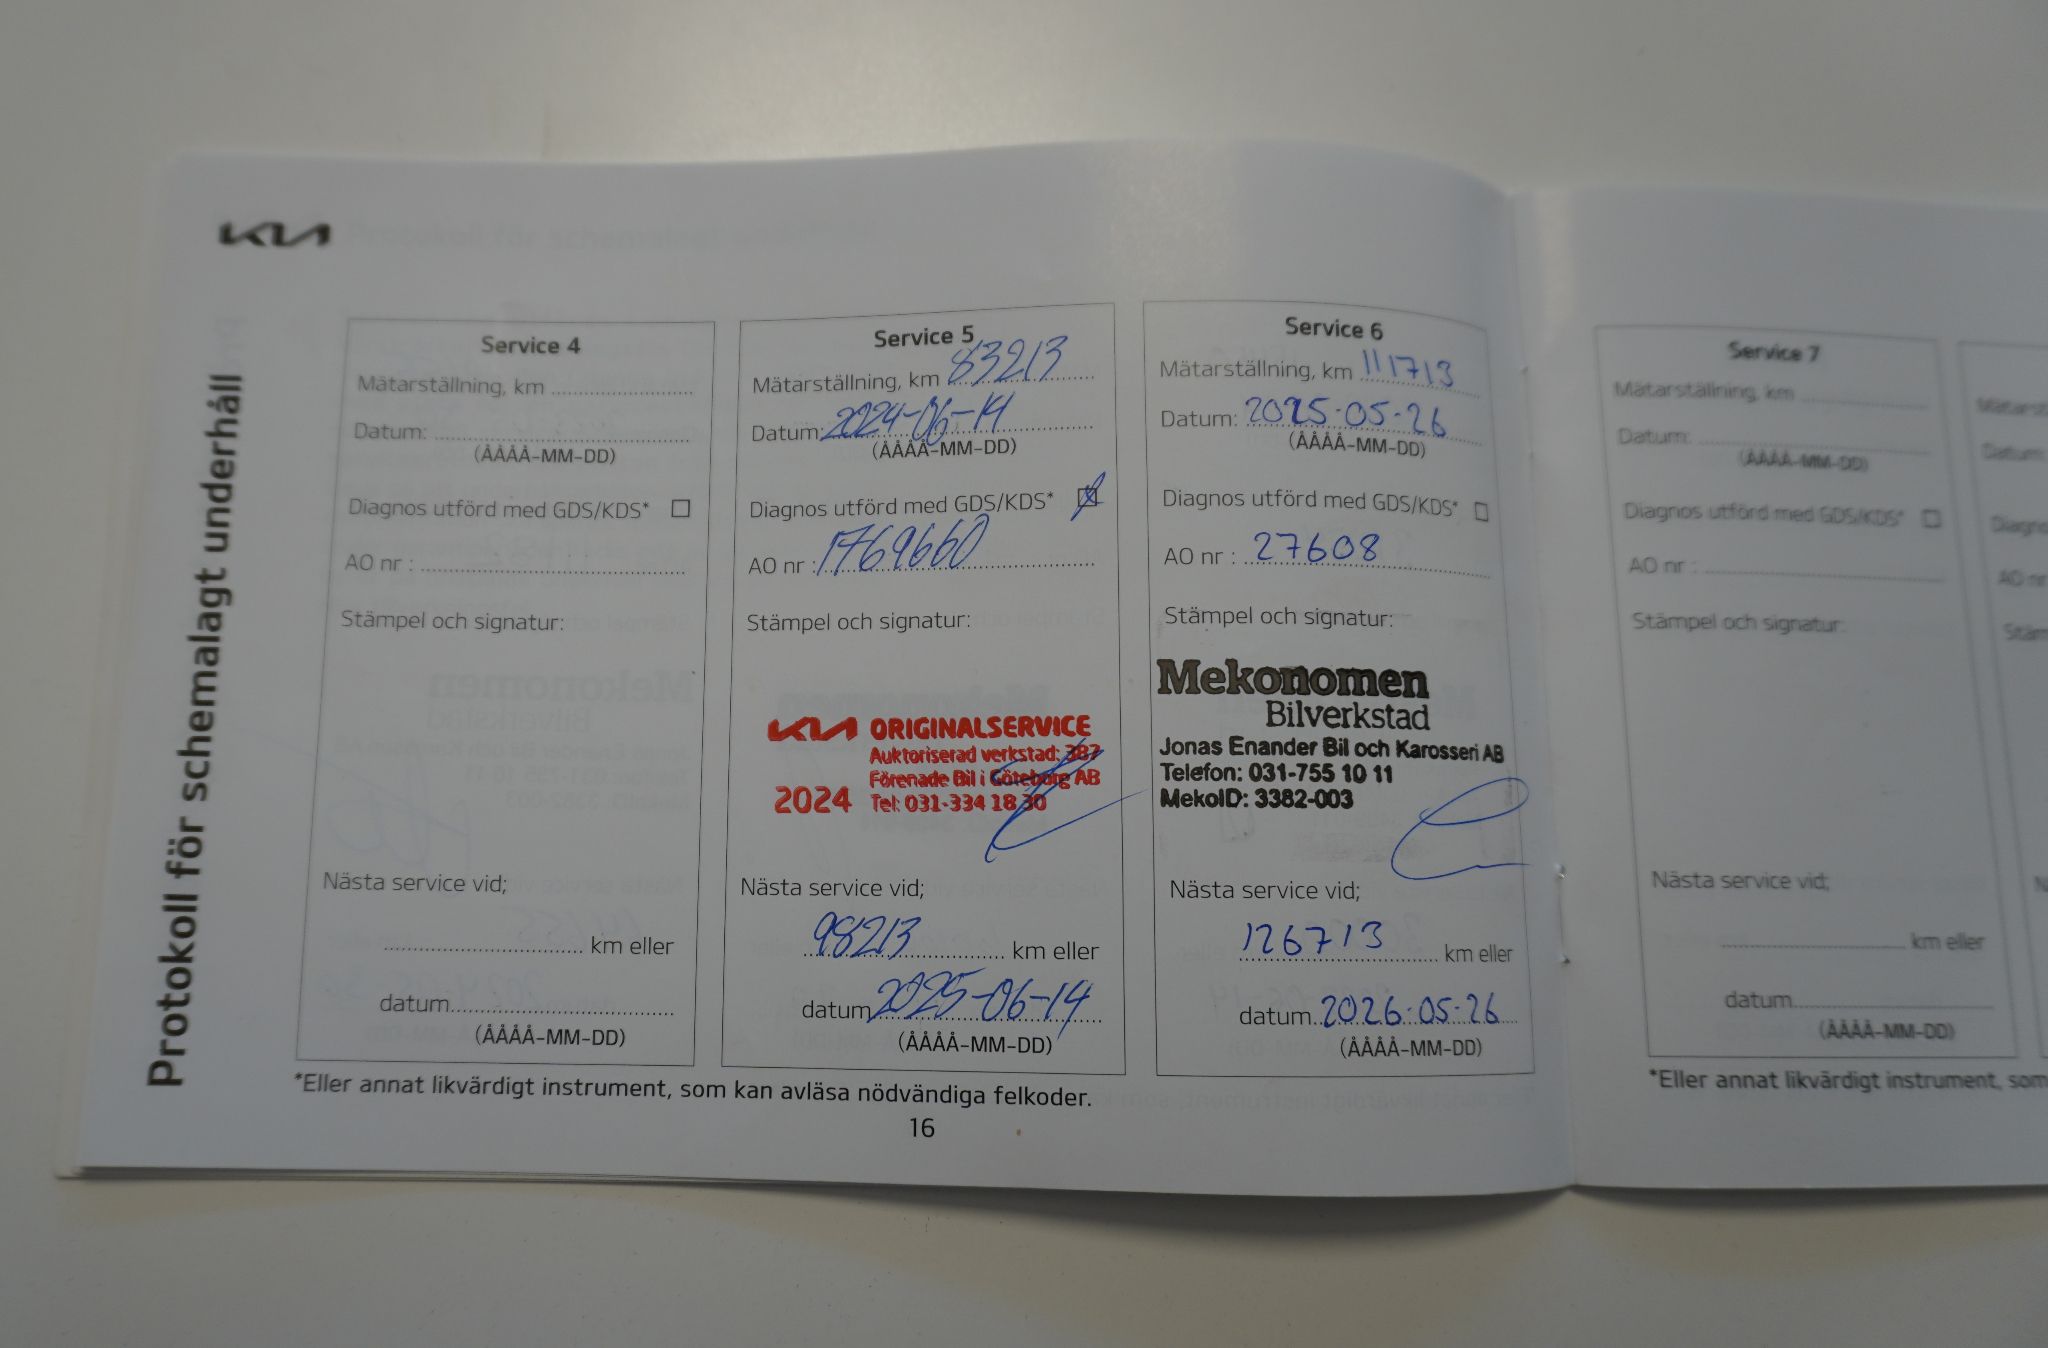 KIA
Protokoll för schemalagt underhåll
Service 4
Mätarställning, km
Datum:
(ÅÅÅÅ-MM-DD)
Diagnos utförd med GDS/KDS*
AO nr :
Stämpel och signatur:
Nästa service vid;
km eller
datum
(ÅÅÅÅ-MM-DD)
Service 5
Mätarställning, km 83213
Datum: 2024-06-14
(ÅÅÅÅ-MM-DD)
Diagnos utförd med GDS/KDS*
AO nr : 1769660
Stämpel och signatur:
KIA ORIGINALSERVICE
Auktoriserad verkstad: 387
Förenade Bil i Göteborg AB
2024 Tel: 031-334 18 30
Nästa service vid;
98213 km eller
datum 2025-06-14
(ÅÅÅÅ-MM-DD)
Service 6
Mätarställning, km 111713
Datum: 2025-05-26
(ÅÅÅÅ-MM-DD)
Diagnos utförd med GDS/KDS*
AO nr : 27608
Stämpel och signatur:
Mekonomen
Bilverkstad
Jonas Enander Bil och Karosseri AB
Telefon: 031-755 10 11
MekoID: 3382-003
Nästa service vid;
126713 km eller
datum 2026-05-26
(ÅÅÅÅ-MM-DD)
*Eller annat likvärdigt instrument, som kan avläsa nödvändiga felkoder.
16
Service 7
Mätarställning, km
Datum:
(ÅÅÅÅ-MM-DD)
Diagnos utförd med GDS/KDS*
AO nr :
Stämpel och signatur:
Nästa service vid;
km eller
datum
(ÅÅÅÅ-MM-DD)
*Eller annat likvärdigt instrument, som